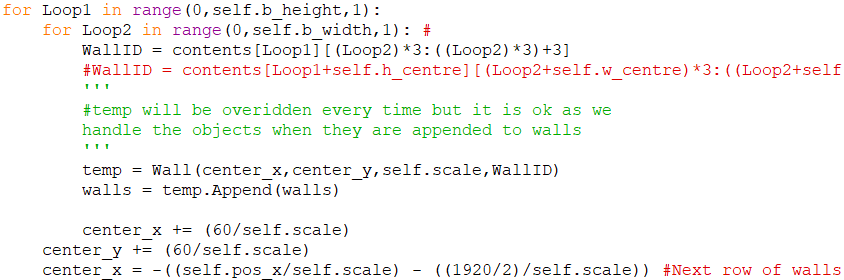 for Loop1 in range(0,self.b_height,1):
    for Loop2 in range(0,self.b_width,1): #
        WallID = contents[Loop1][(Loop2)*3:((Loop2)*3)+3]
        #WallID = contents[Loop1+self.h_centre][(Loop2+self.w_centre)*3:((Loop2+self
        '''
        #temp will be overidden every time but it is ok as we
        handle the objects when they are appended to walls
        '''
        temp = Wall(center_x,center_y,self.scale,WallID)
        walls = temp.Append(walls)

        center_x += (60/self.scale)
    center_y += (60/self.scale)
    center_x = -((self.pos_x/self.scale) - ((1920/2)/self.scale)) #Next row of walls